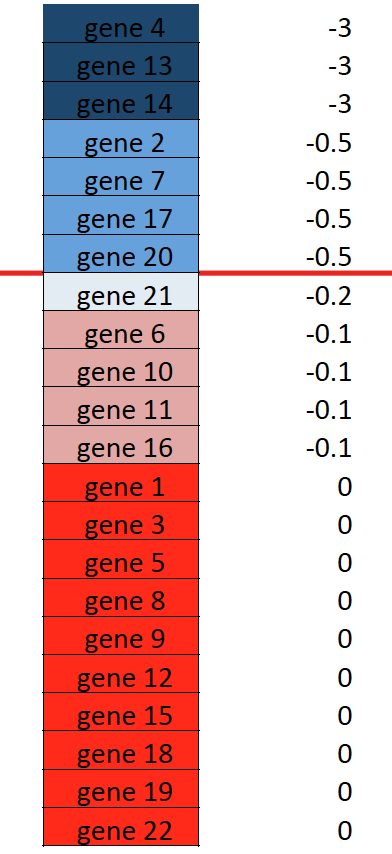 gene 4 -3
gene 13 -3
gene 14 -3
gene 2 -0.5
gene 7 -0.5
gene 17 -0.5
gene 20 -0.5
gene 21 -0.2
gene 6 -0.1
gene 10 -0.1
gene 11 -0.1
gene 16 -0.1
gene 1 0
gene 3 0
gene 5 0
gene 8 0
gene 9 0
gene 12 0
gene 15 0
gene 18 0
gene 19 0
gene 22 0